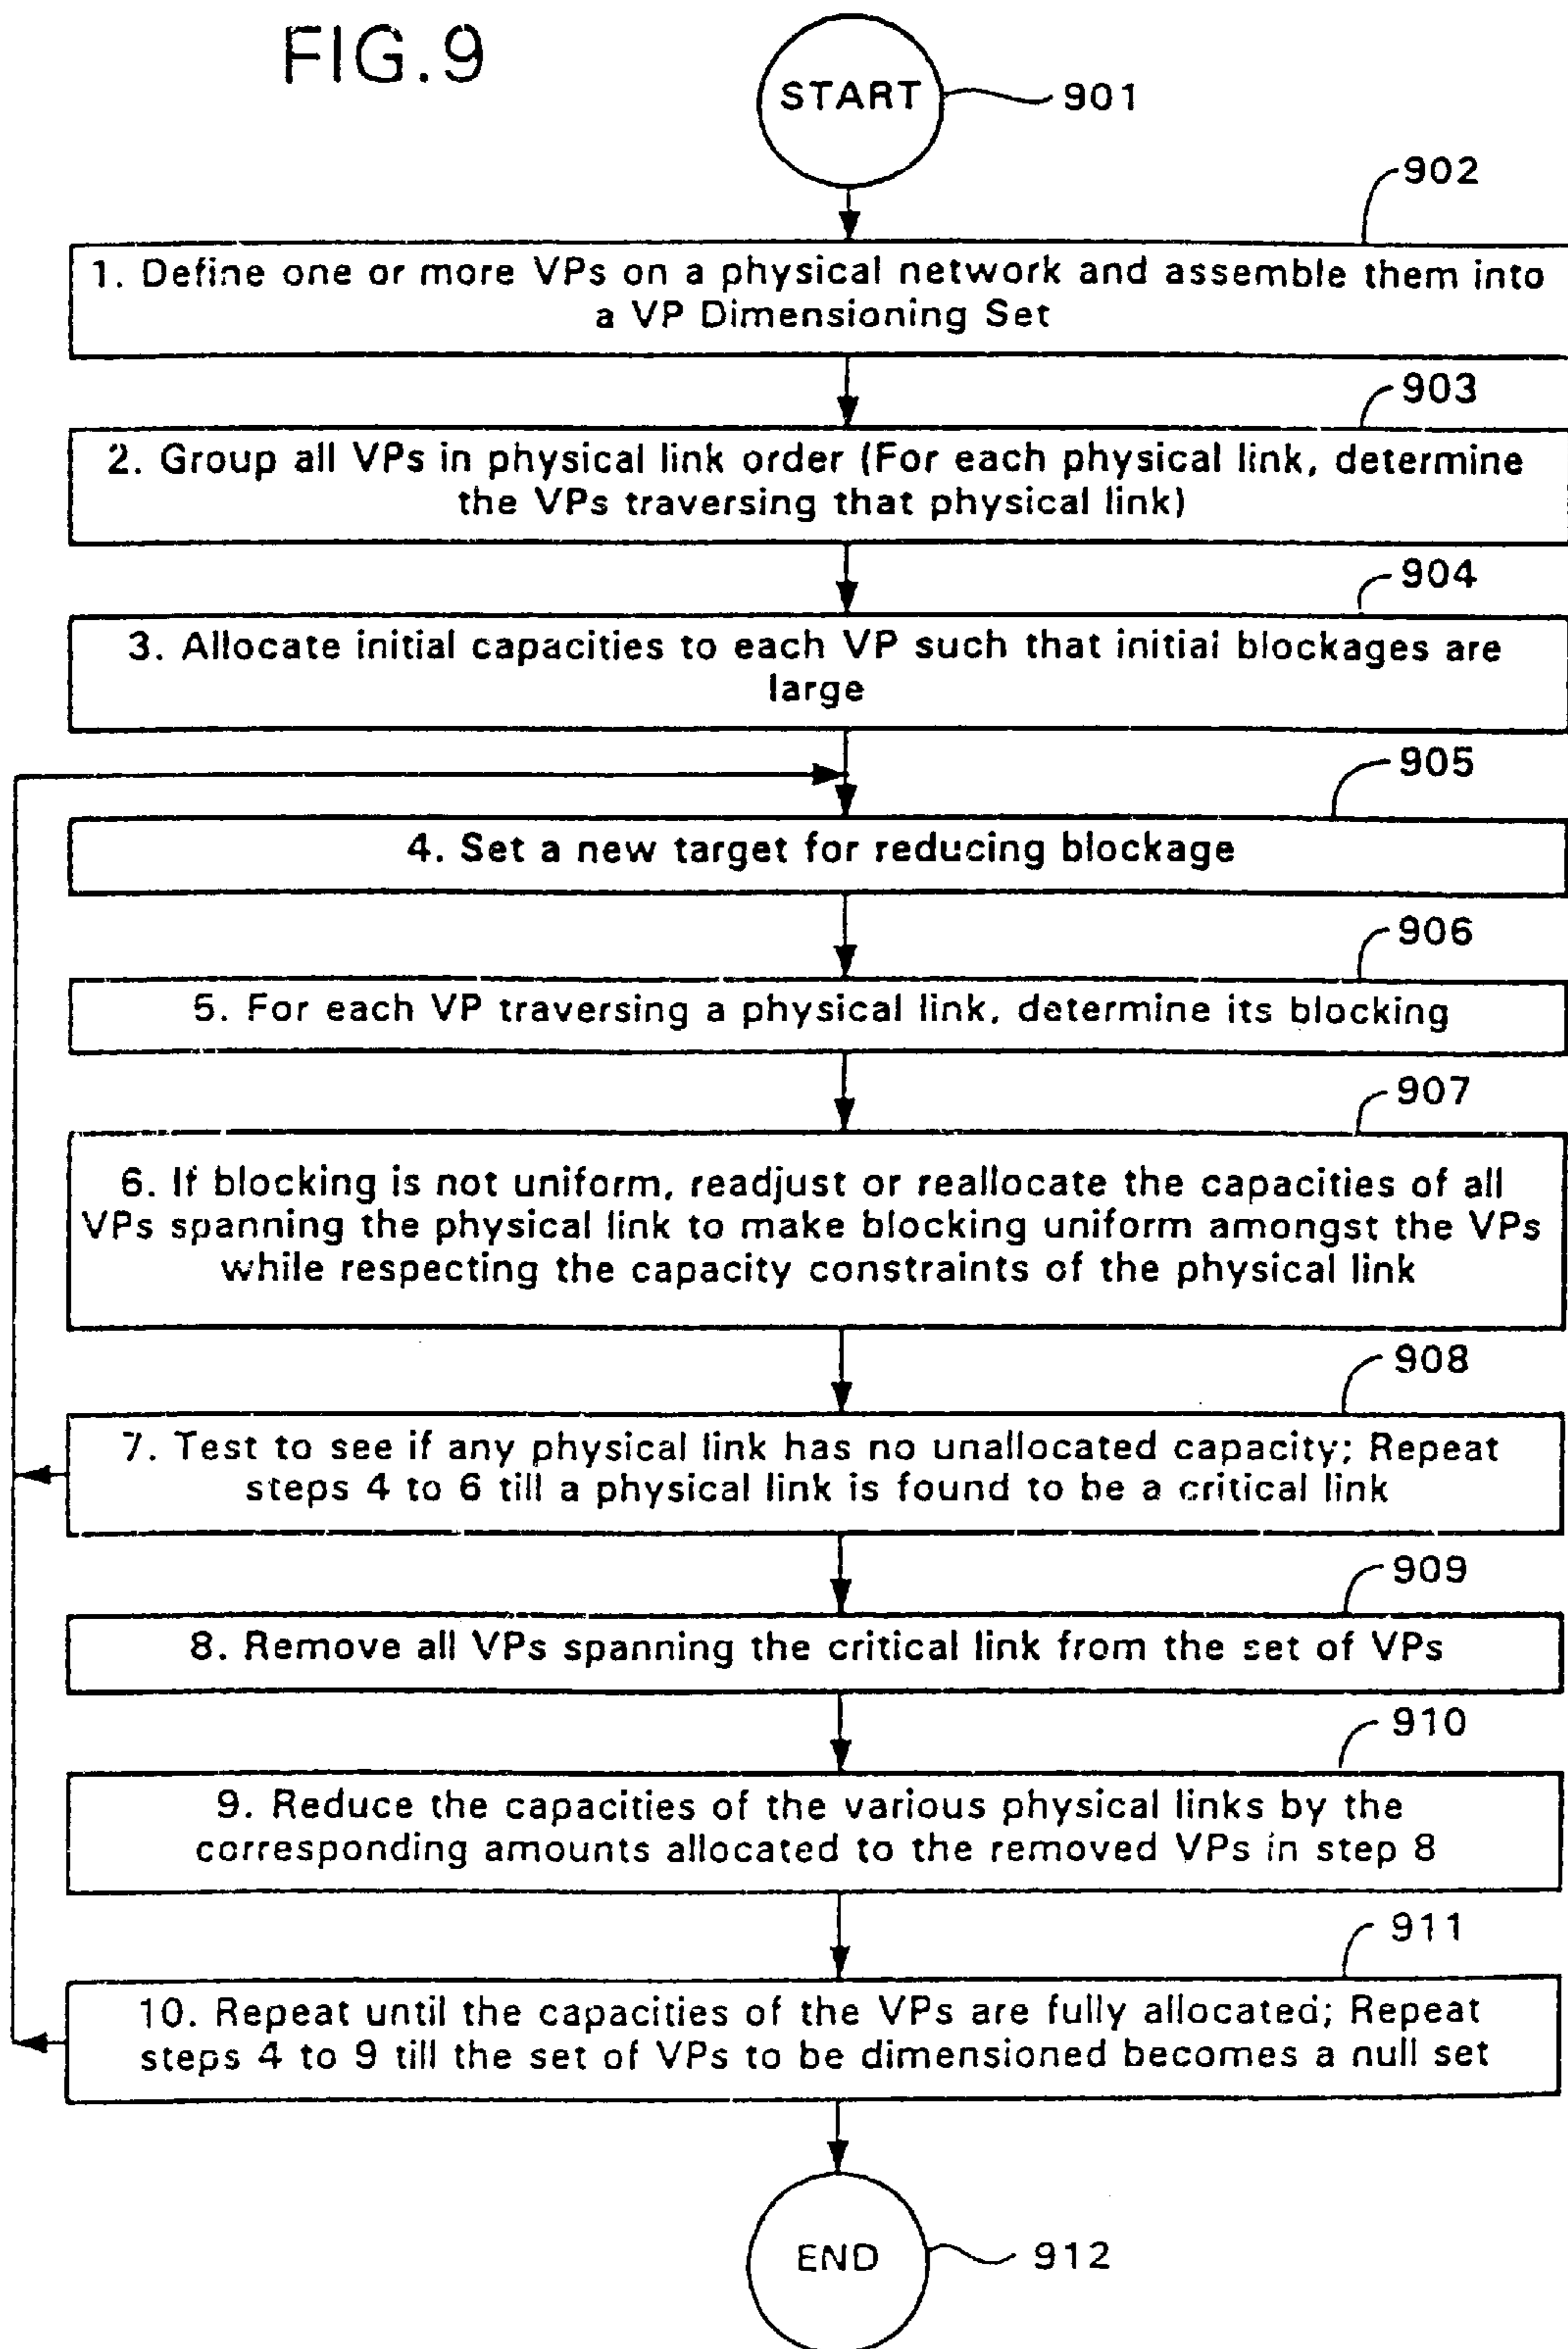 FIG.9
START
901
902
1. Define one or more VPs on a physical network and assemble them into
a VP Dimensioning Set
903
2. Group all VPs in physical link order (For each physical link, determine
the VPs traversing that physical link)
904
3. Allocate initial capacities to each VP such that initial blockages are
large
905
4. Set a new target for reducing blockage
906
5. For each VP traversing a physical link, determine its blocking
907
6. If blocking is not uniform, readjust or reallocate the capacities of all
VPs spanning the physical link to make blocking uniform amongst the VPs
while respecting the capacity constraints of the physical link
908
7. Test to see if any physical link has no unallocated capacity; Repeat
steps 4 to 6 till a physical link is found to be a critical link
909
8. Remove all VPs spanning the critical link from the set of VPs
910
9. Reduce the capacities of the various physical links by the
corresponding amounts allocated to the removed VPs in step 8
911
10. Repeat until the capacities of the VPs are fully allocated; Repeat
steps 4 to 9 till the set of VPs to be dimensioned becomes a null set
END
912